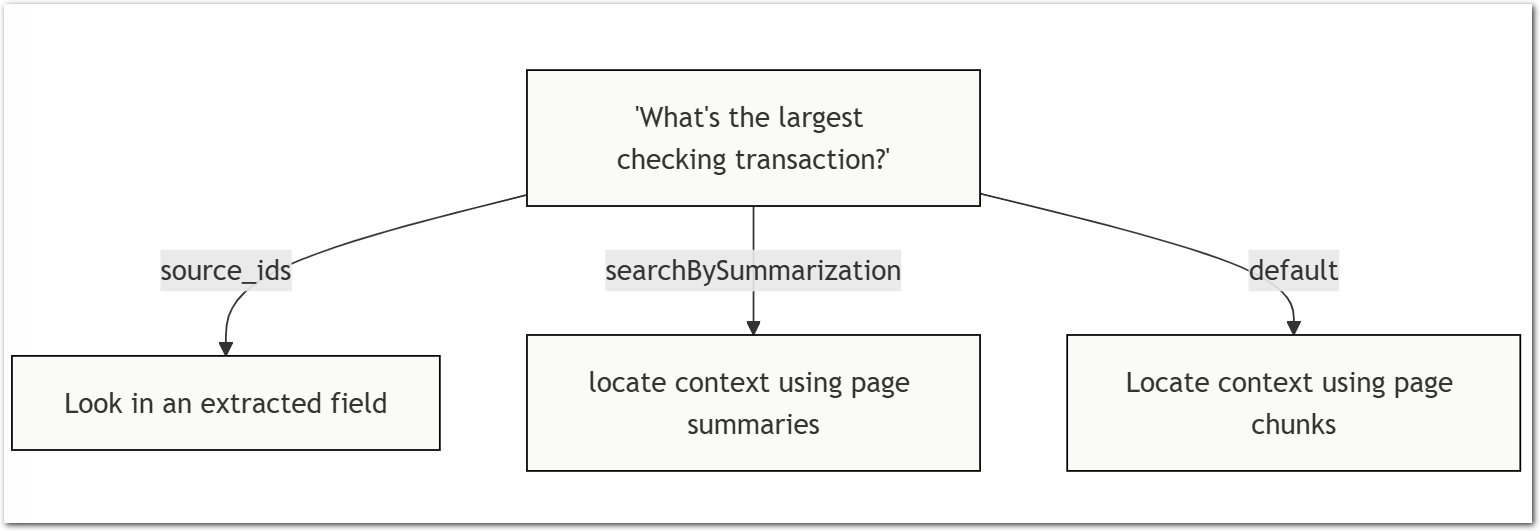 'What's the largest
checking transaction?'
source_ids
searchBySummarization
default
Look in an extracted field
locate context using page
summaries
Locate context using page
chunks